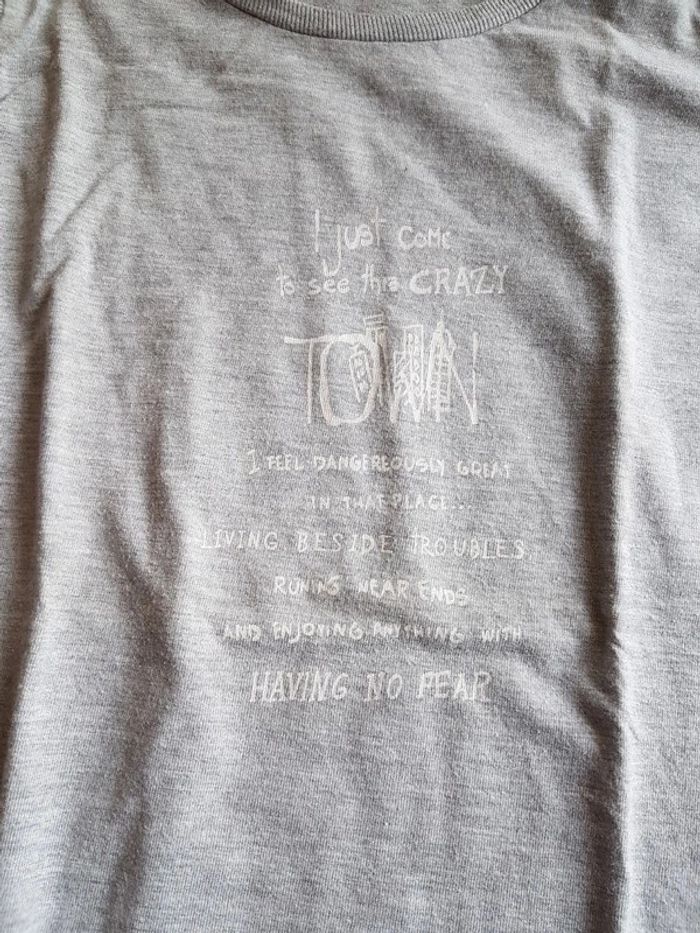 I just come
to see this CRAZY
TOWN
I FEEL DANGEREOUSLY GREAT
IN THAT PLACE...
LIVING BESIDE TROUBLES
RUNING NEAR ENDS
AND ENJOYING ANYTHING WITH
HAVING NO FEAR